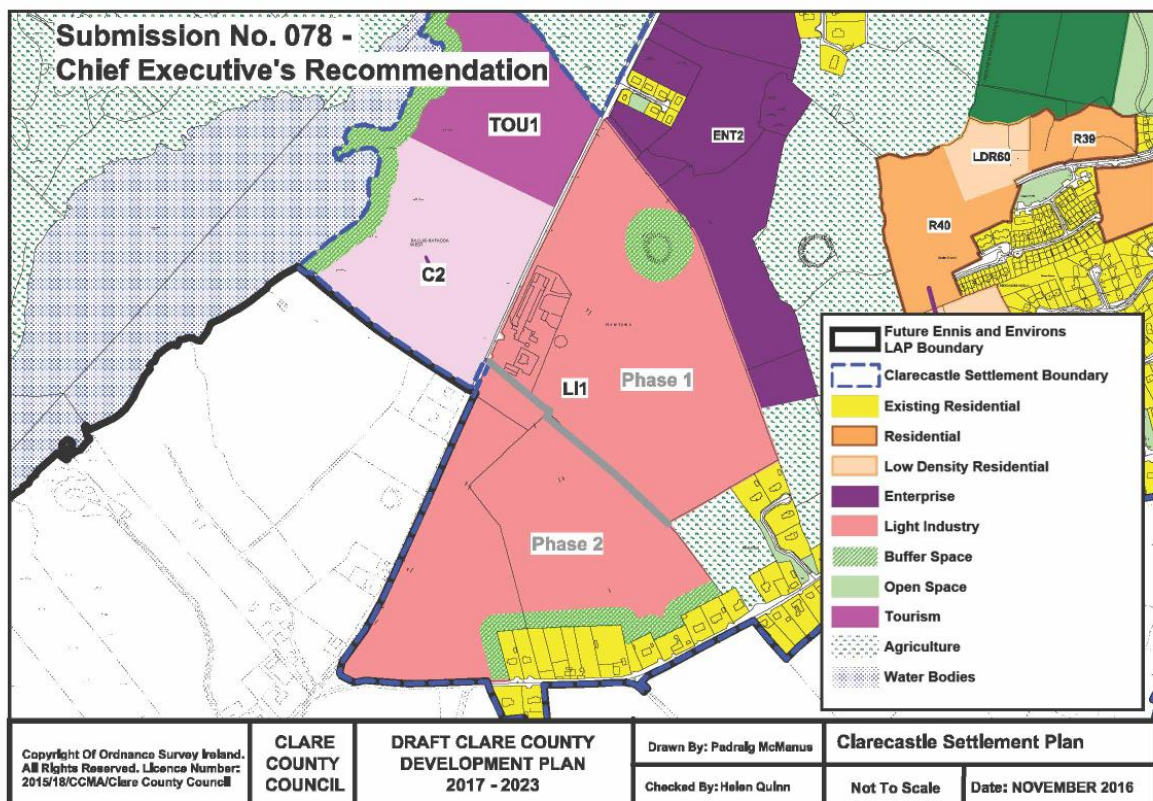 Submission No. 078 -
Chief Executive's Recommendation
TOU1
ENT2
R39
LDR60
R40
C2
LI1
Phase 1
Phase 2
Future Ennis and Environs
LAP Boundary
Clarecastle Settlement Boundary
Existing Residential
Residential
Low Density Residential
Enterprise
Light Industry
Buffer Space
Open Space
Tourism
Agriculture
Water Bodies
Copyright Of Ordnance Survey Ireland.
All Rights Reserved. Licence Number:
2015/18/CCMA/Clare County Council
CLARE
COUNTY
COUNCIL
DRAFT CLARE COUNTY
DEVELOPMENT PLAN
2017 - 2023
Drawn By: Padraig McManus
Checked By: Helen Quinn
Clarecastle Settlement Plan
Not To Scale
Date: NOVEMBER 2016